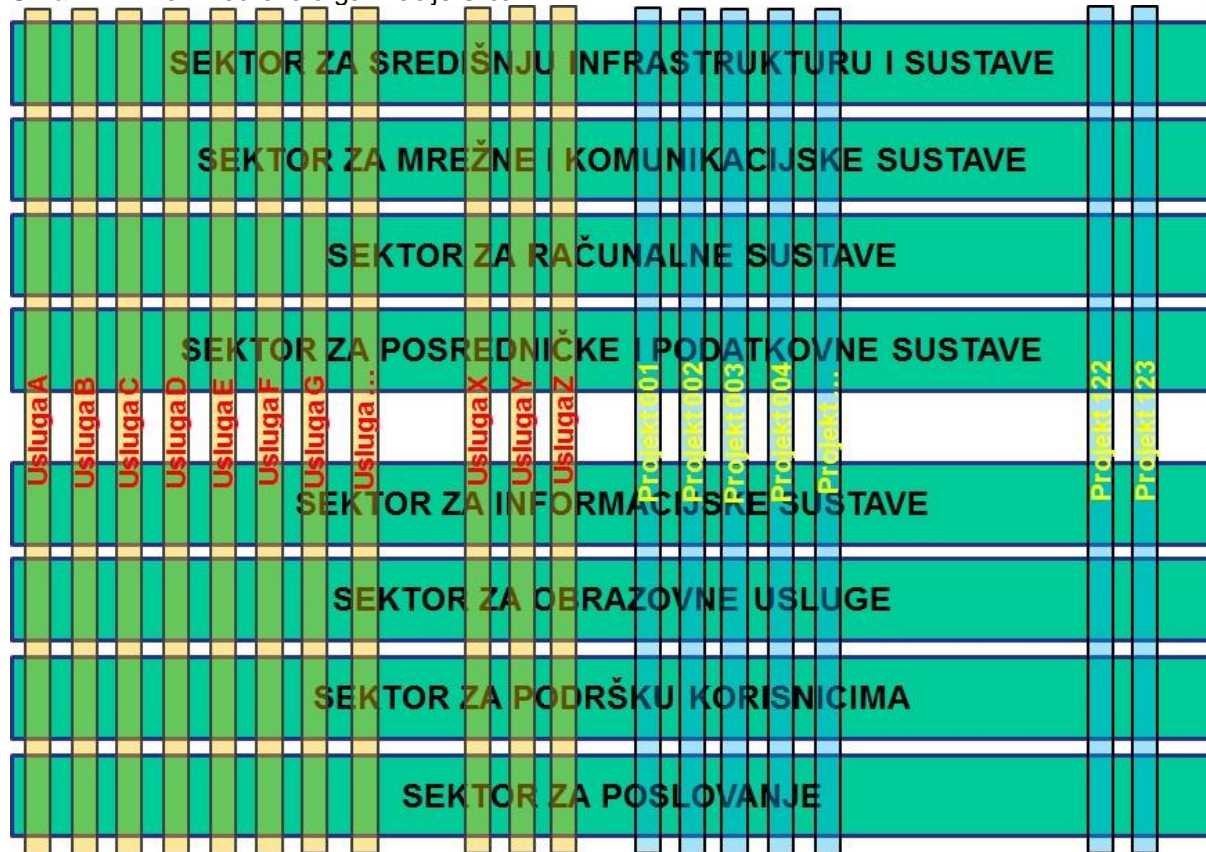 SEKTOR ZA SREDIŠNJU INFRASTRUKTURU I SUSTAVE
SEKTOR ZA MREŽNE I KOMUNIKACIJSKE SUSTAVE
SEKTOR ZA RAČUNALNE SUSTAVE
SEKTOR ZA POSREDNIČKE I PODATKOVNE SUSTAVE
Usluga A
Usluga B
Usluga C
Usluga D
Usluga E
Usluga F
Usluga G
Usluga ...
Usluga X
Usluga Y
Usluga Z
Projekt 001
Projekt 002
Projekt 003
Projekt 004
Projekt ...
Projekt 122
Projekt 123
SEKTOR ZA INFORMACIJSKE SUSTAVE
SEKTOR ZA OBRAZOVNE USLUGE
SEKTOR ZA PODRŠKU KORISNICIMA
SEKTOR ZA POSLOVANJE